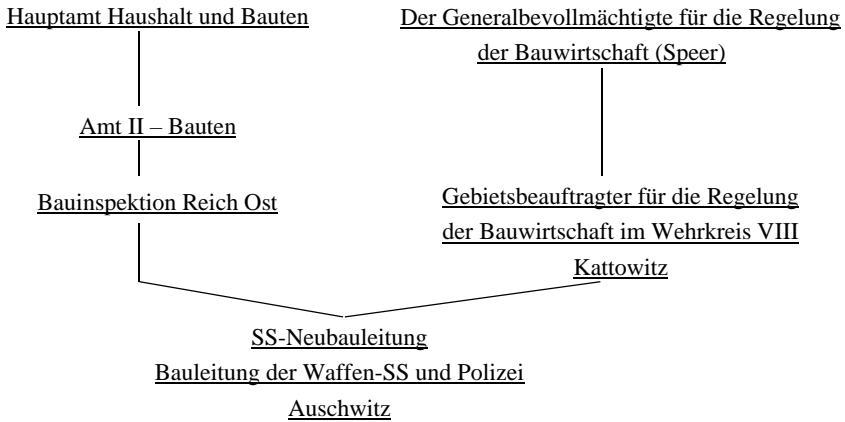 Hauptamt Haushalt und Bauten
Der Generalbevollmächtigte für die Regelung
der Bauwirtschaft (Speer)
Amt II – Bauten
Bauinspektion Reich Ost
Gebietsbeauftragter für die Regelung
der Bauwirtschaft im Wehrkreis VIII
Kattowitz
SS-Neubauleitung
Bauleitung der Waffen-SS und Polizei
Auschwitz